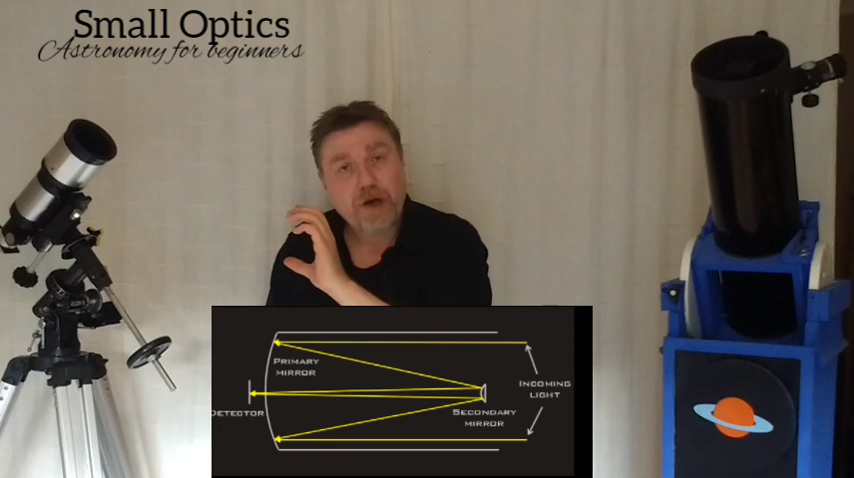 Small Optics
Astronomy for beginners
PRIMARY
MIRROR
INCOMING
LIGHT
DETECTOR
SECONDARY
MIRROR